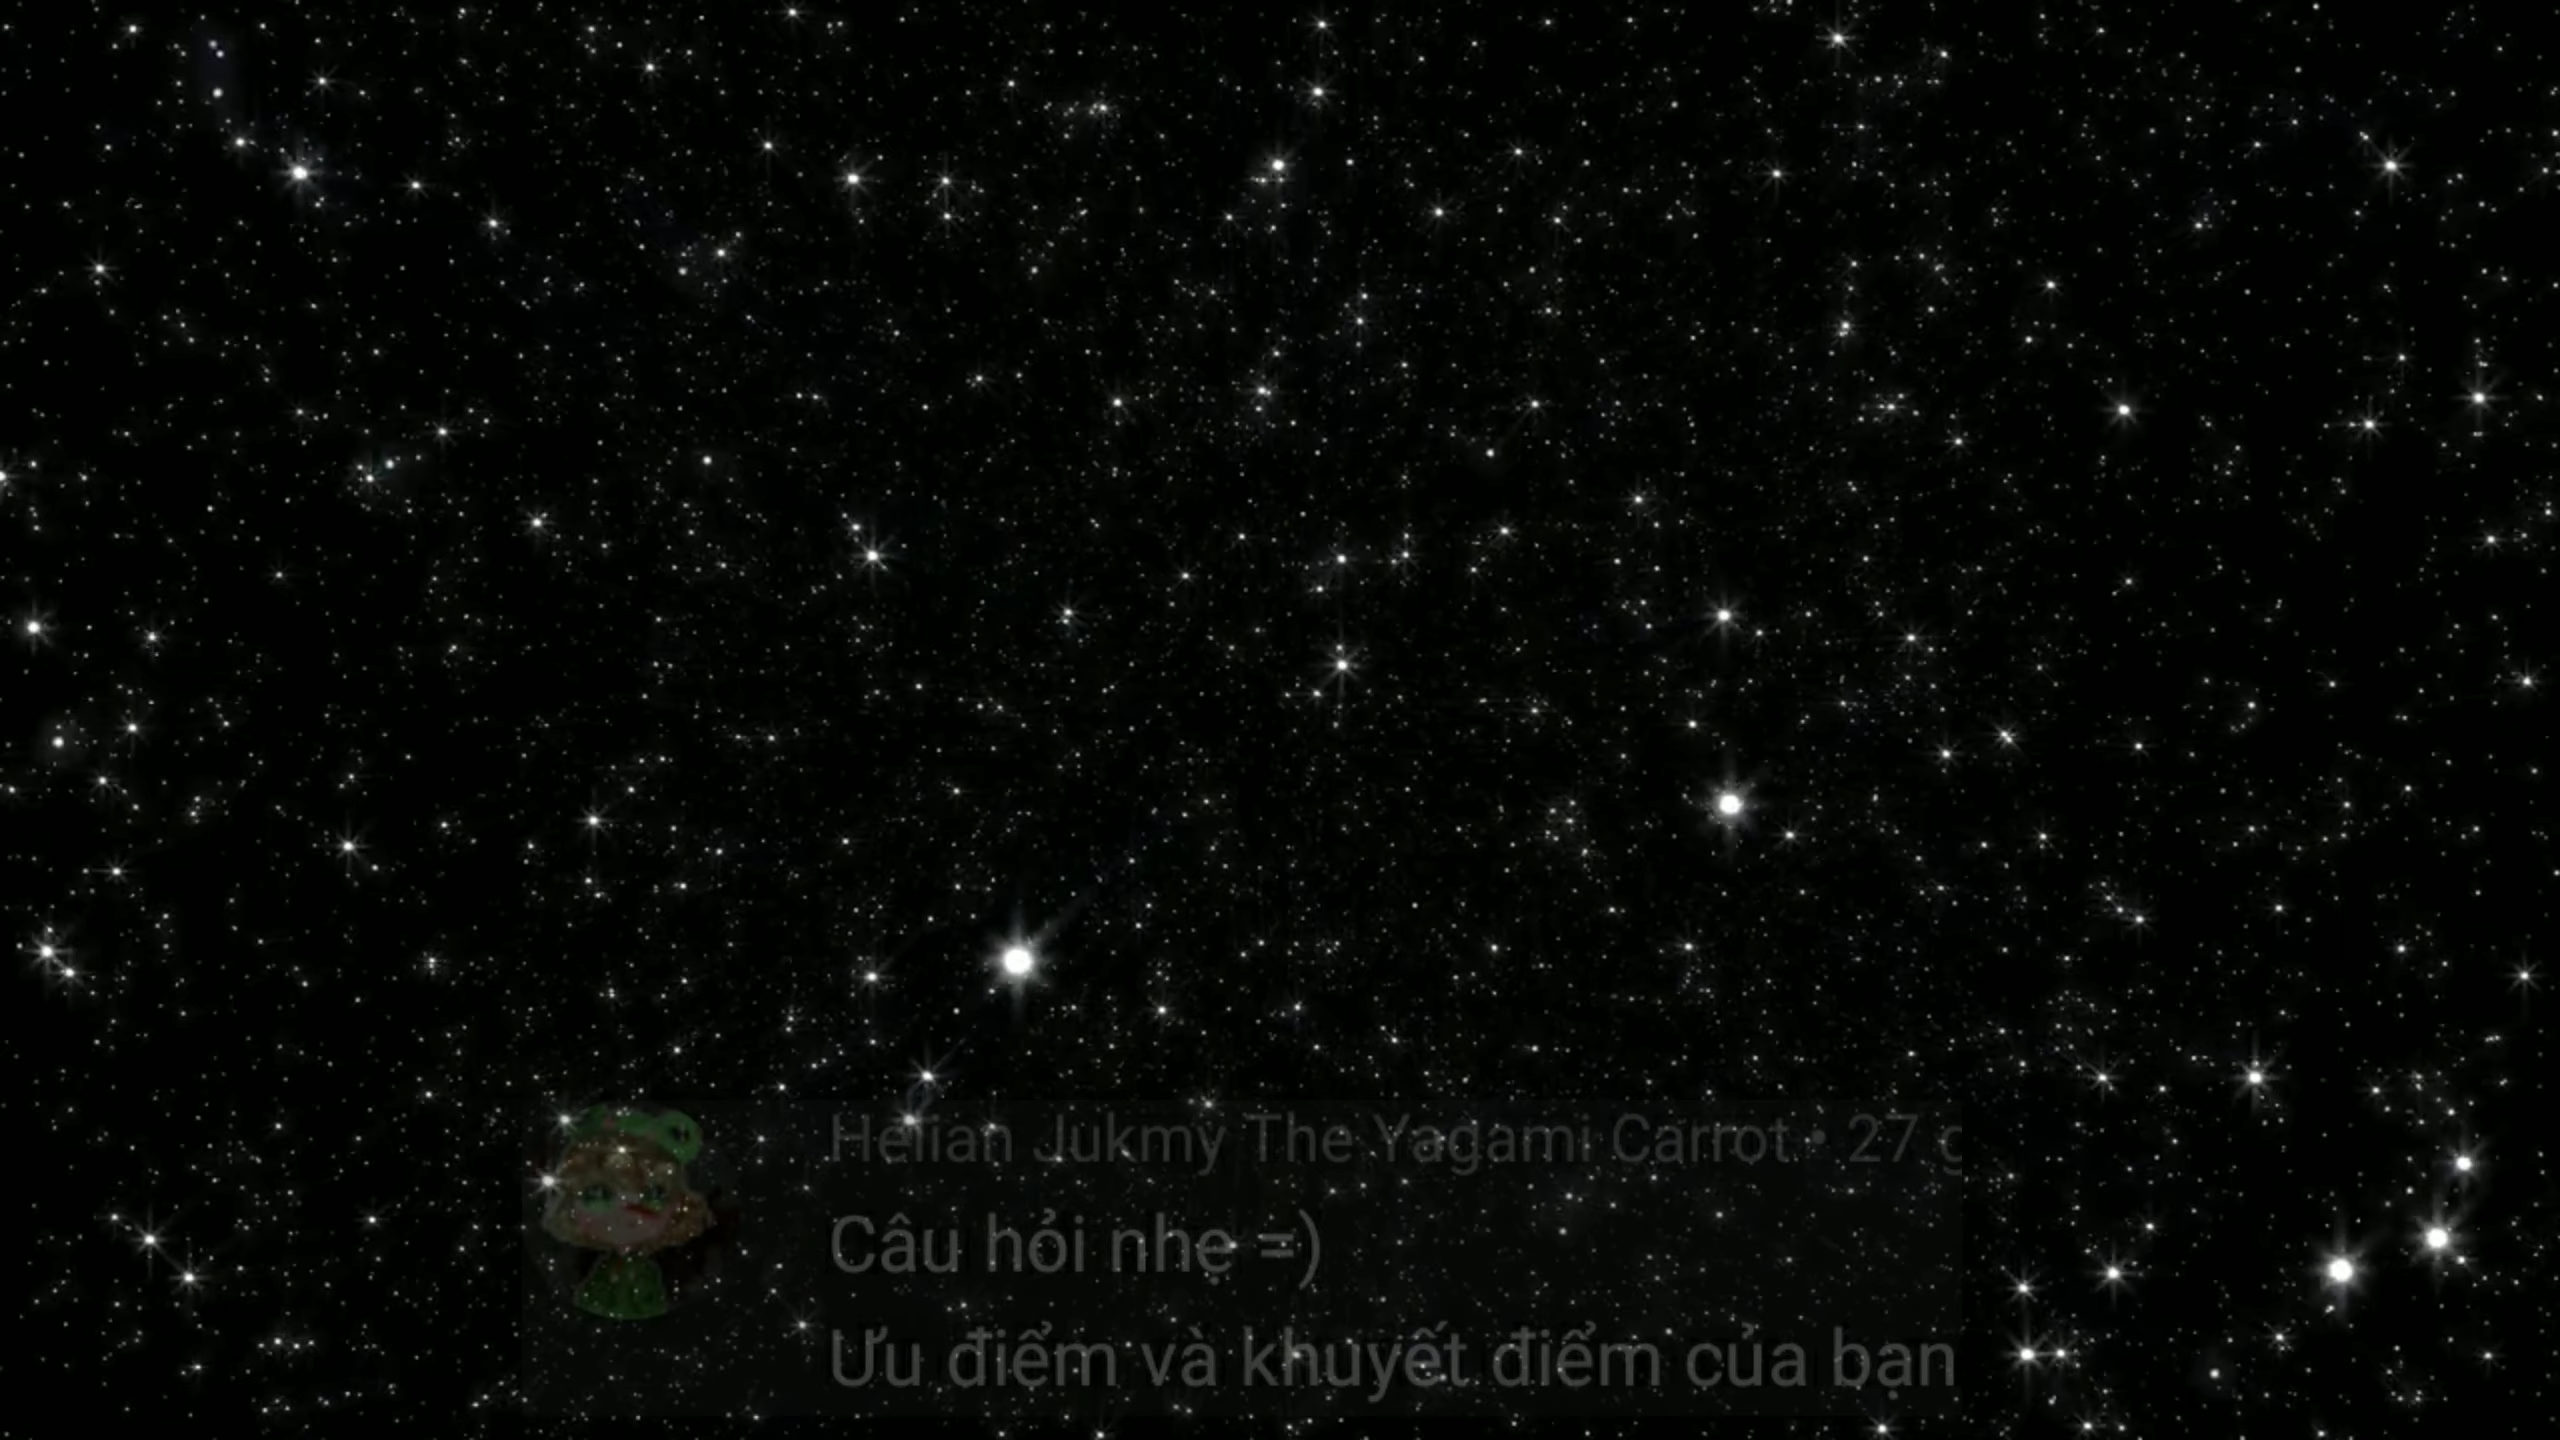 Helian Jukmy The Yagami Carrot • 27 g
Câu hỏi nhẹ =)
Ưu điểm và khuyết điểm của bạn